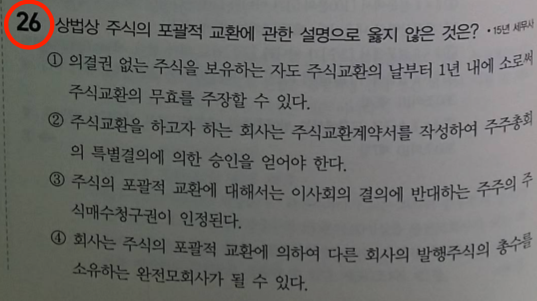 26 상법상 주식의 포괄적 교환에 관한 설명으로 옳지 않은 것은? • 15년 세무사
① 의결권 없는 주식을 보유하는 자도 주식교환의 날부터 1년 내에 소로써
주식교환의 무효를 주장할 수 있다.
② 주식교환을 하고자 하는 회사는 주식교환계약서를 작성하여 주주총회
의 특별결의에 의한 승인을 얻어야 한다.
③ 주식의 포괄적 교환에 대해서는 이사회의 결의에 반대하는 주주의 주
식매수청구권이 인정된다.
④ 회사는 주식의 포괄적 교환에 의하여 다른 회사의 발행주식의 총수를
소유하는 완전모회사가 될 수 있다.